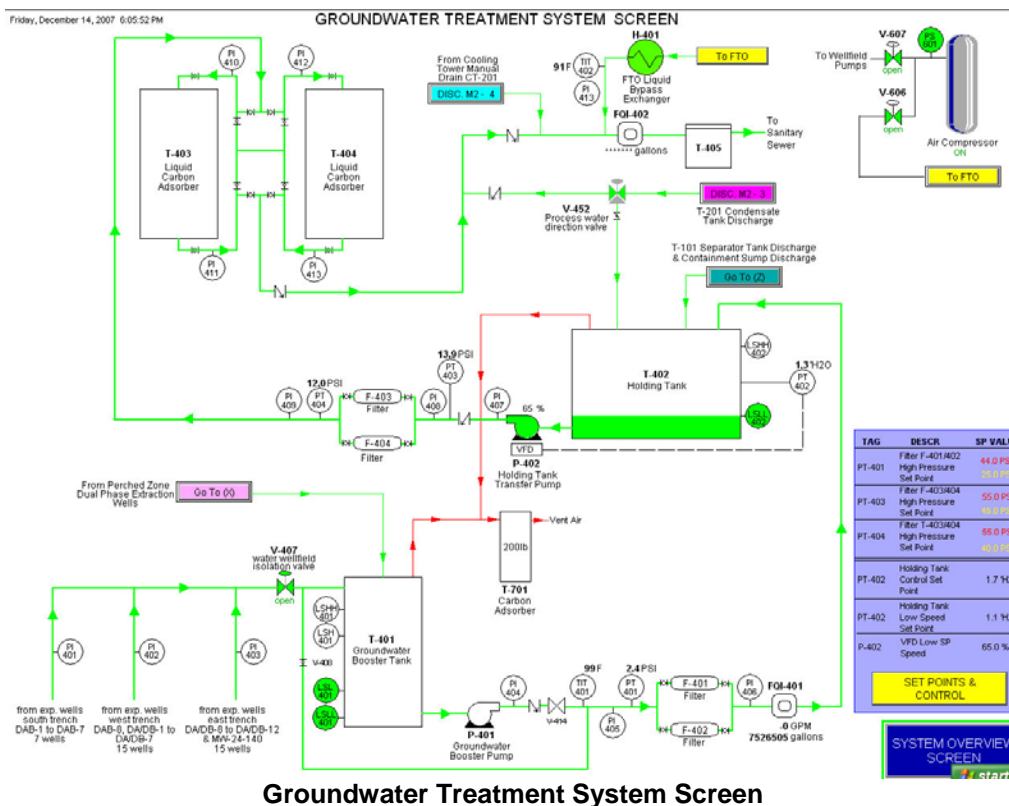 Friday, December 14, 2007 6:05:52 PM
GROUNDWATER TREATMENT SYSTEM SCREEN
PI
410
PI
412
T-403
Liquid
Carbon
Adsorber
T-404
Liquid
Carbon
Adsorber
PI
411
PI
413
From Cooling
Tower Manual
Drain CT-201
DISC. M2 - 4
91F
TIT
402
PI
413
H-401
FTO Liquid
Bypass
Exchanger
To FTO
FQI-402
gallons
T-405
To
Sanitary
Sewer
V-607
To Wellfield
Pumps
open
PS
601
V-606
open
Air Compressor
ON
To FTO
V-452
Process water
direction valve
DISC. M2 - 3
T-201 Condensate
Tank Discharge
T-101 Separator Tank Discharge
& Containment Sump Discharge
Go To (Z)
T-402
Holding Tank
LSHH
402
LSLL
402
1.3"H2O
PT
402
PI
409
12.0 PSI
PT
404
F-403
Filter
F-404
Filter
PI
408
13.9 PSI
PT
403
PI
407
65 %
VFD
P-402
Holding Tank
Transfer Pump
From Perched Zone
Dual Phase Extraction
Wells
Go To (X)
Vent Air
200lb
T-701
Carbon
Adsorber
V-407
water wellfield
isolation valve
open
PI
401
PI
402
PI
403
from exp. wells
south trench
DAB-1 to DAB-7
7 wells
from exp. wells
west trench
DAB-8, DA/DB-1 to
DA/DB-7
15 wells
from exp. wells
east trench
DA/DB-8 to DA/DB-12
& MW-24-140
15 wells
V-408
LSHH
401
LSH
401
LSL
401
LSLL
401
T-401
Groundwater
Booster Tank
P-401
Groundwater
Booster Pump
PI
404
V-414
99F
TIT
401
PI
405
2.4 PSI
PT
401
F-401
Filter
F-402
Filter
PI
406
FQI-401
.0 GPM
7526505
gallons
TAG DESCR SP VALU
PT-401 Filter F-401/402 High Pressure Set Point 44.0 PS 25.0 PS
PT-403 Filter F-403/404 High Pressure Set Point 55.0 PS 45.0 PS
PT-404 Filter T-403/404 High Pressure Set Point 55.0 PS 40.0 PS
PT-402 Holding Tank Control Set Point 1.7 "H
PT-402 Holding Tank Low Speed Set Point 1.1 "H
P-402 VFD Low SP Speed 65.0 %
SET POINTS &
CONTROL
SYSTEM OVERVIEW
SCREEN
start
Groundwater Treatment System Screen